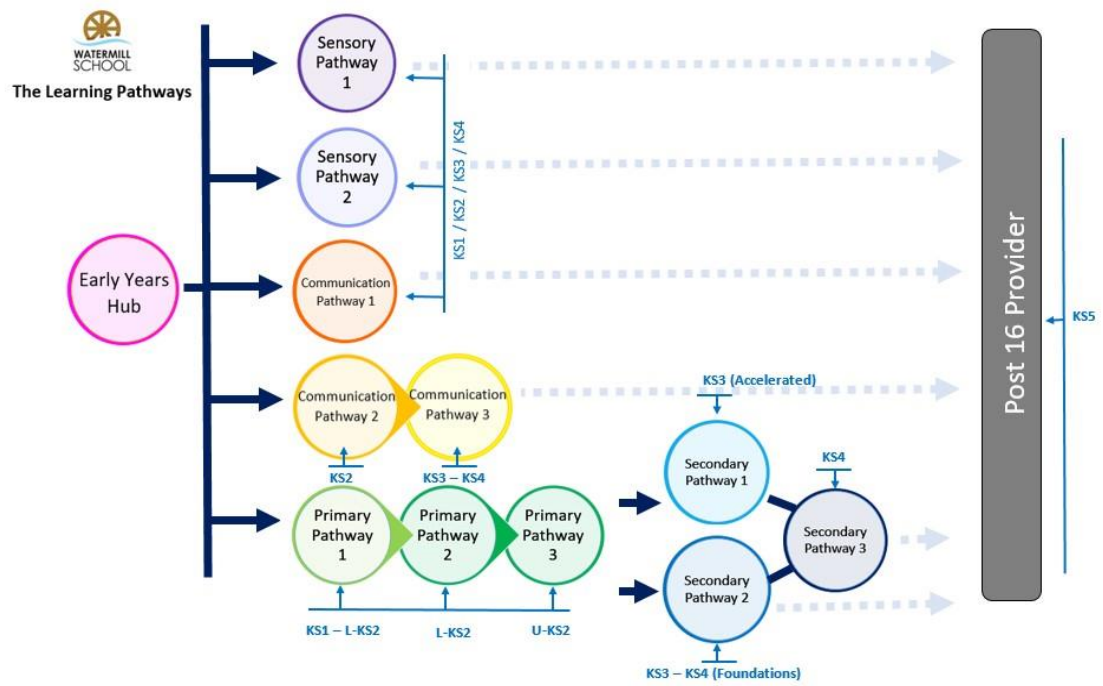 WATERMILL
SCHOOL
The Learning Pathways
Early Years
Hub
Sensory
Pathway
1
Sensory
Pathway
2
Communication
Pathway 1
KS1 / KS2 / KS3 / KS4
Communication
Pathway 2
Communication
Pathway 3
KS2
KS3 – KS4
Primary
Pathway
1
Primary
Pathway
2
Primary
Pathway
3
KS1 – L-KS2
L-KS2
U-KS2
KS3 (Accelerated)
Secondary
Pathway 1
KS4
Secondary
Pathway 3
Secondary
Pathway 2
KS3 – KS4 (Foundations)
Post 16 Provider
KS5